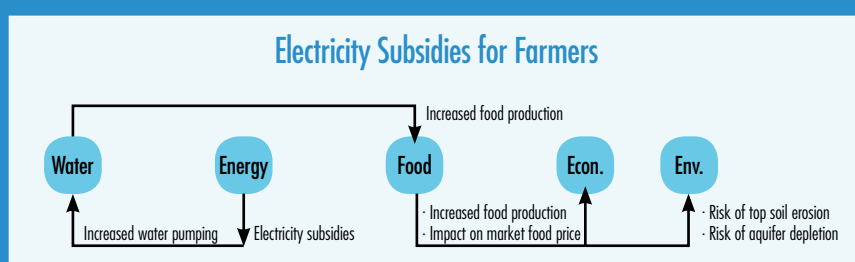 Electricity Subsidies for Farmers
Increased food production
Water
Energy
Food
Econ.
Env.
Increased water pumping
Electricity subsidies
· Increased food production
· Impact on market food price
· Risk of top soil erosion
· Risk of aquifer depletion